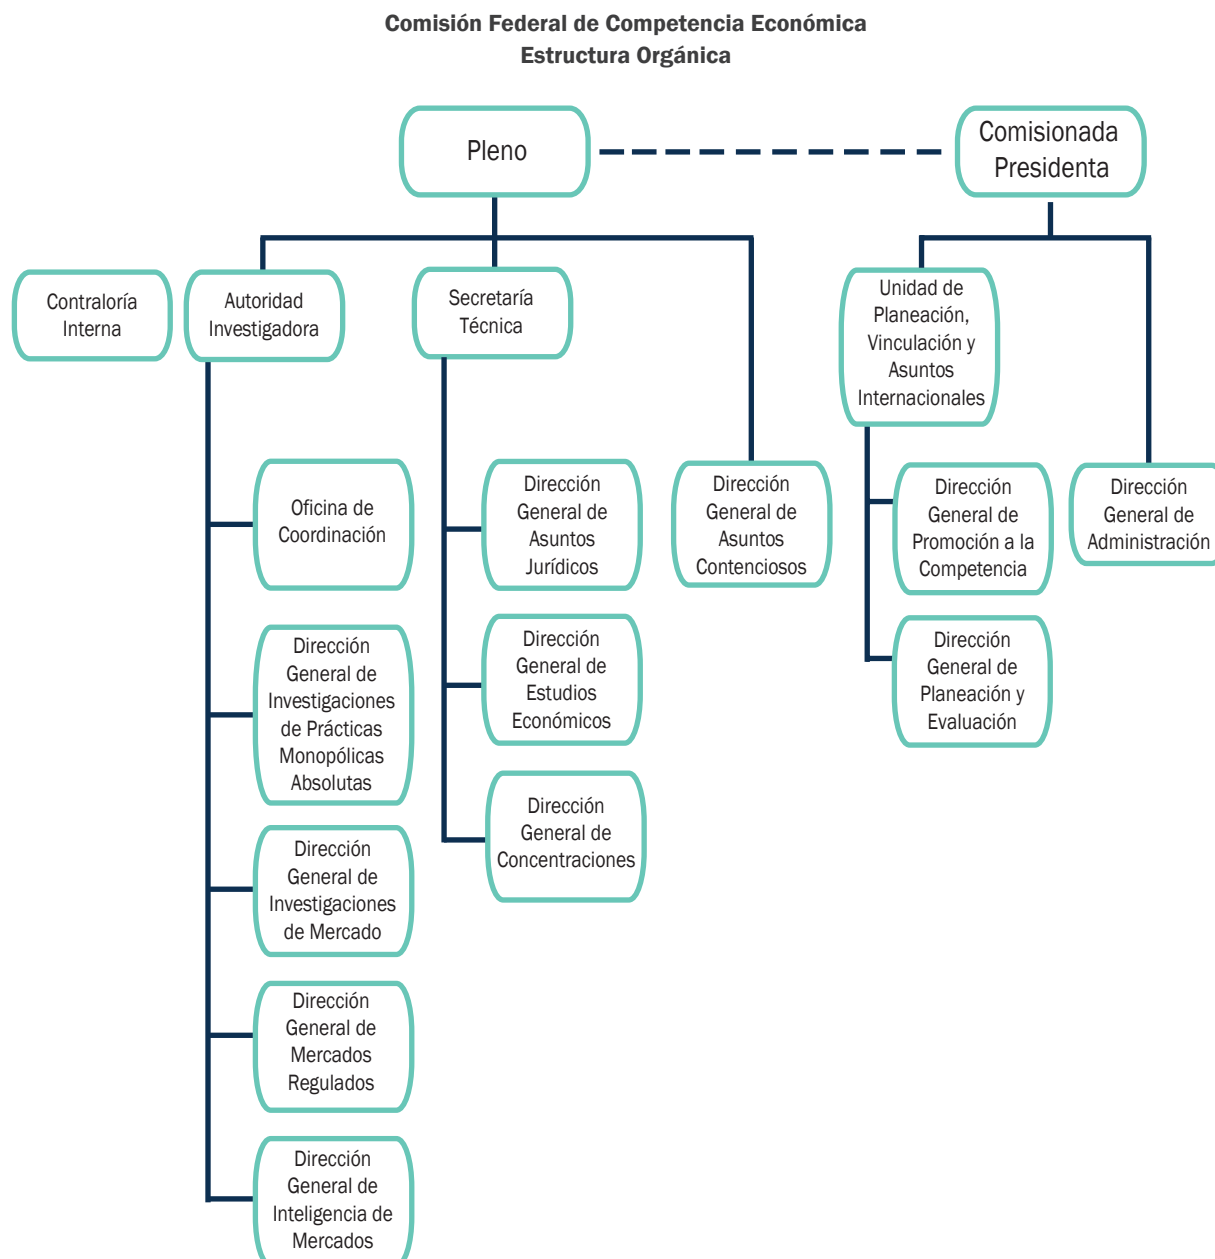 Comisión Federal de Competencia Económica
Estructura Orgánica
Pleno
Comisionada
Presidenta
Contraloría
Interna
Autoridad
Investigadora
Secretaría
Técnica
Unidad de
Planeación,
Vinculación y
Asuntos
Internacionales
Oficina de
Coordinación
Dirección
General de
Asuntos
Jurídicos
Dirección
General de
Asuntos
Contenciosos
Dirección
General de
Promoción a la
Competencia
Dirección
General de
Administración
Dirección
General de
Investigaciones
de Prácticas
Monopólicas
Absolutas
Dirección
General de
Estudios
Económicos
Dirección
General de
Planeación y
Evaluación
Dirección
General de
Concentraciones
Dirección
General de
Investigaciones
de Mercado
Dirección
General de
Mercados
Regulados
Dirección
General de
Inteligencia de
Mercados